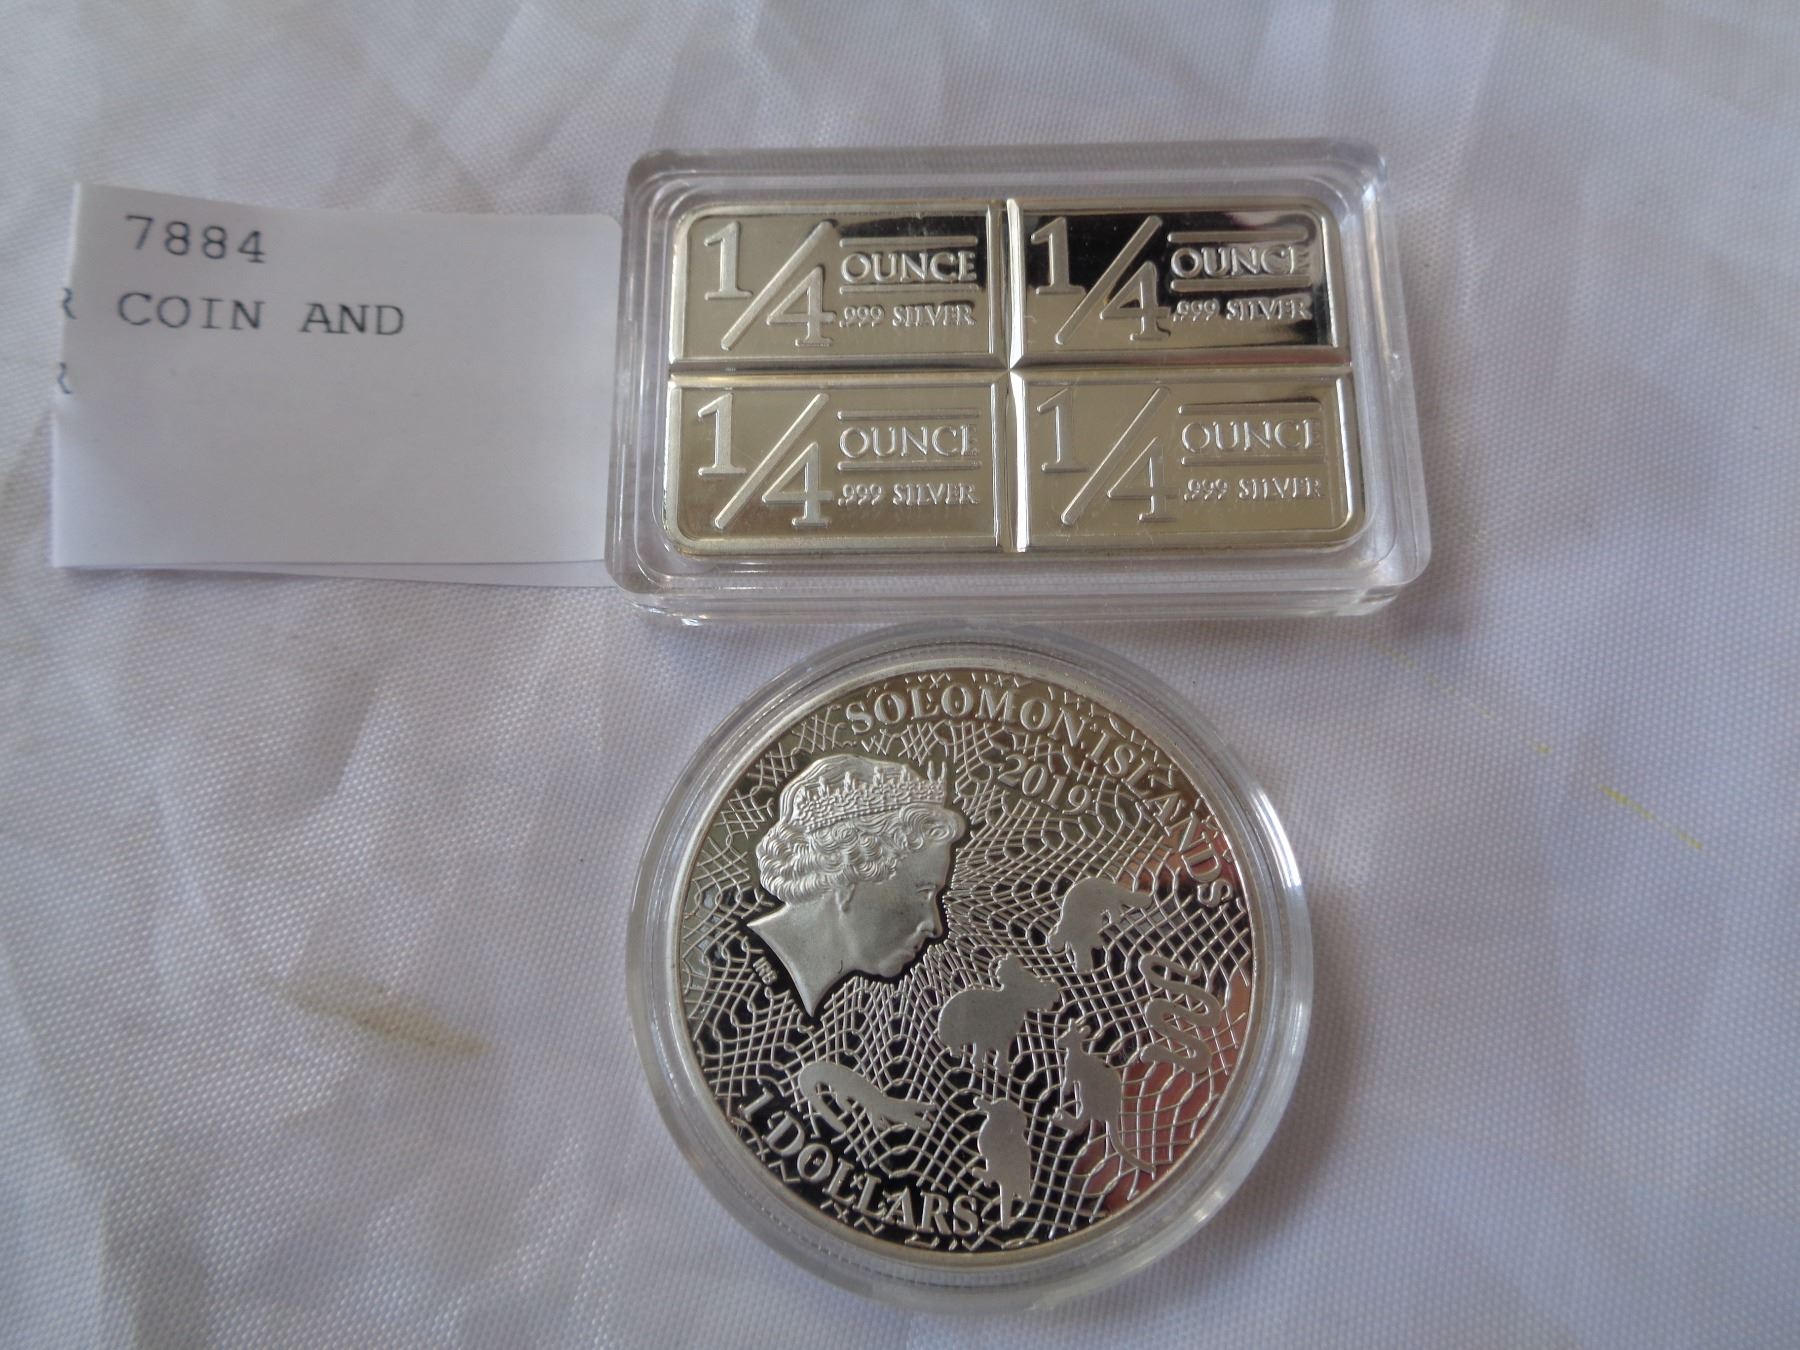 7884
COIN AND
R
R
1/4 OUNCE
.999 SILVER
1/4 OUNCE
.999 SILVER
1/4 OUNCE
.999 SILVER
1/4 OUNCE
.999 SILVER
SOLOMON ISLANDS
2019
IRB
1 DOLLARS